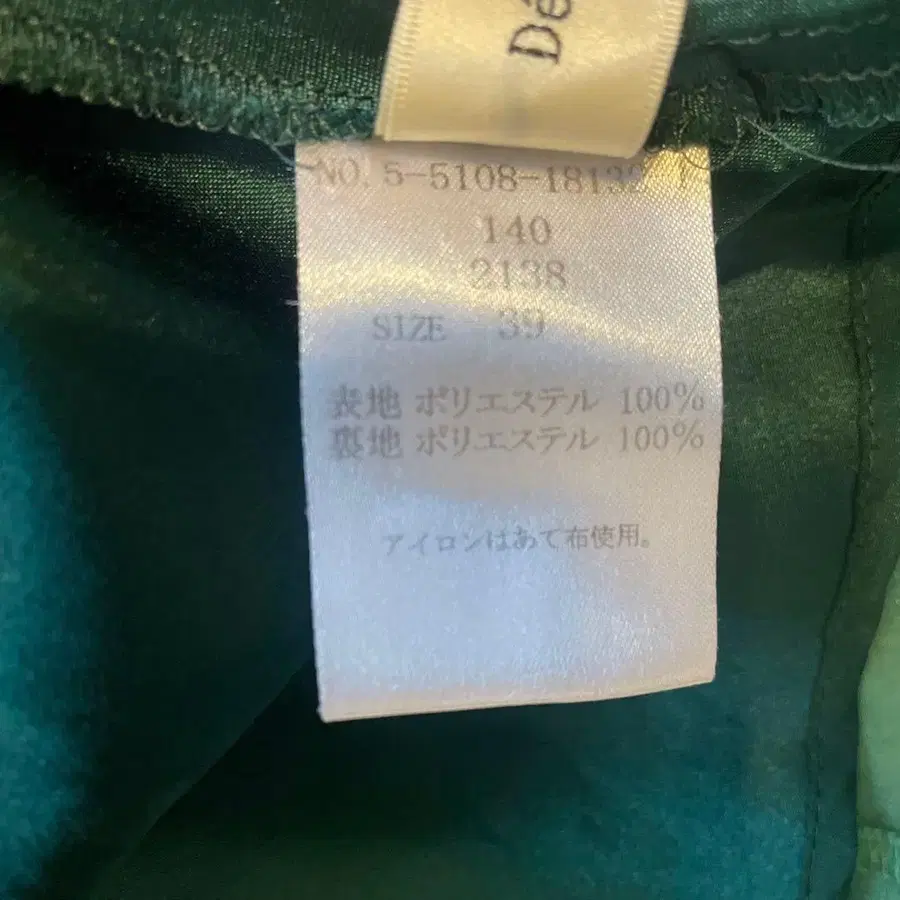 Dé
NO. 5-5108-18132
140
2138
SIZE 39
表地 ポリエステル 100%
裏地 ポリエステル 100%
アイロンはあて布使用。